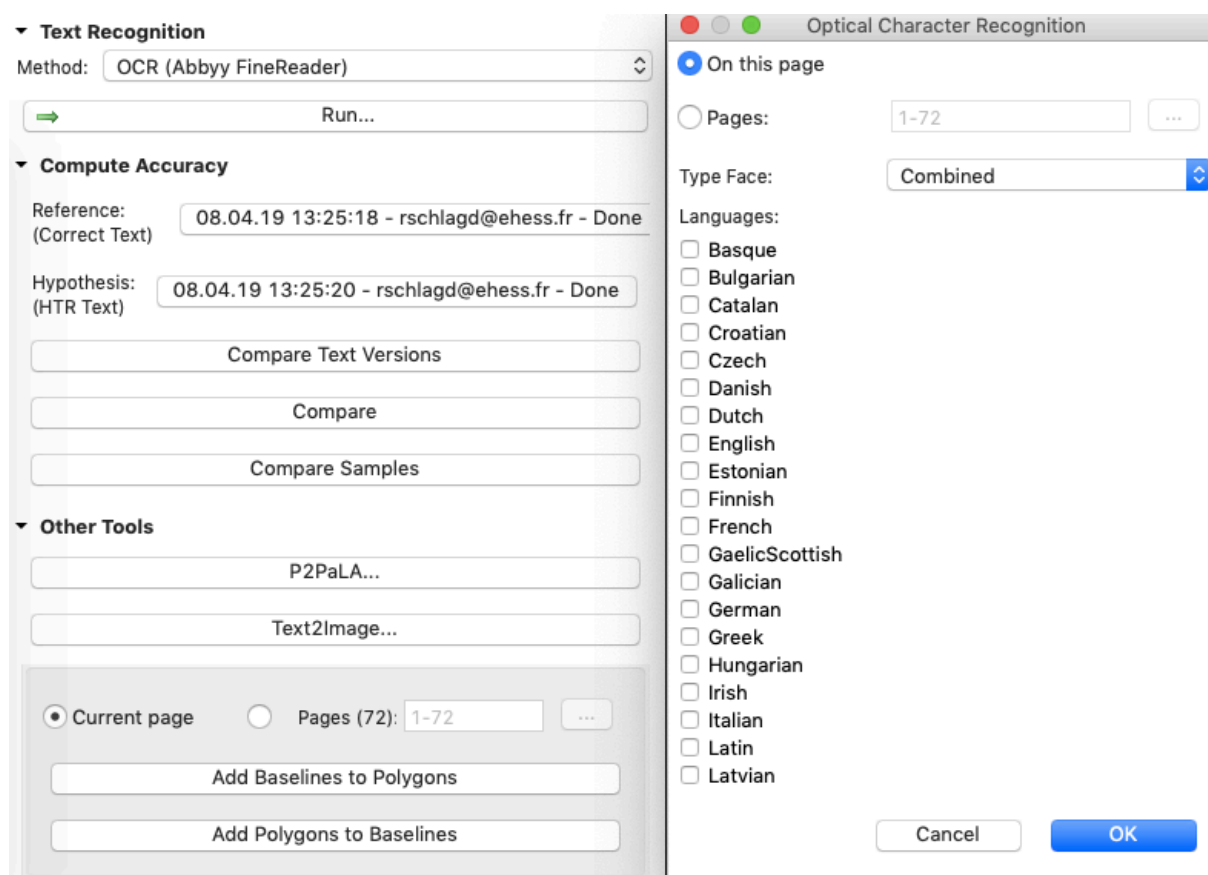 Text Recognition
Method: OCR (Abbyy FineReader)
Run...
Compute Accuracy
Reference:
(Correct Text)
08.04.19 13:25:18 - rschlagd@ehess.fr - Done
Hypothesis:
(HTR Text)
08.04.19 13:25:20 - rschlagd@ehess.fr - Done
Compare Text Versions
Compare
Compare Samples
Other Tools
P2PaLA...
Text2Image...
Current page
Pages (72): 1-72
...
Add Baselines to Polygons
Add Polygons to Baselines
Optical Character Recognition
On this page
Pages: 1-72
...
Type Face: Combined
Languages:
Basque
Bulgarian
Catalan
Croatian
Czech
Danish
Dutch
English
Estonian
Finnish
French
GaelicScottish
Galician
German
Greek
Hungarian
Irish
Italian
Latin
Latvian
Cancel
OK